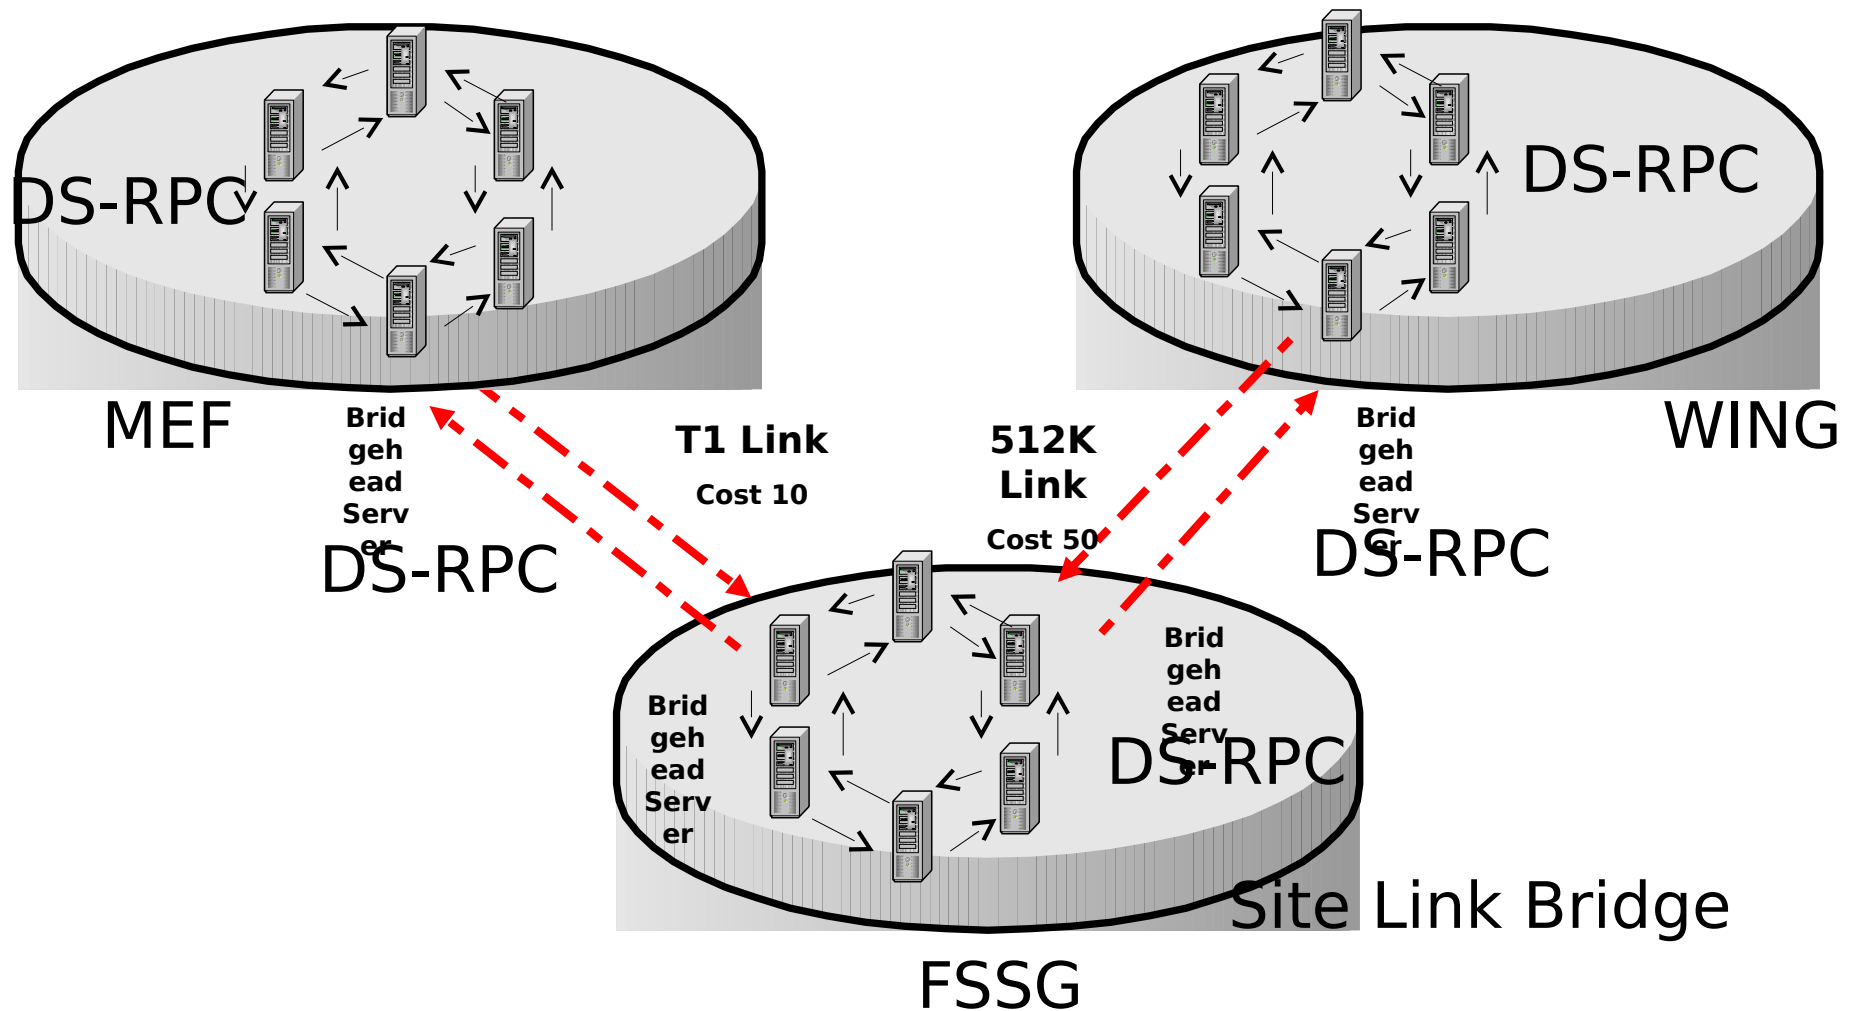 DS-RPC
DS-RPC
MEF
Brid
geh
ead
Serv
er
T1 Link
Cost 10
512K
Link
Cost 50
Brid
geh
ead
Serv
er
WING
DS-RPC
DS-RPC
Brid
geh
ead
Serv
er
Brid
geh
ead
Serv
er
DS-RPC
Site Link Bridge
FSSG